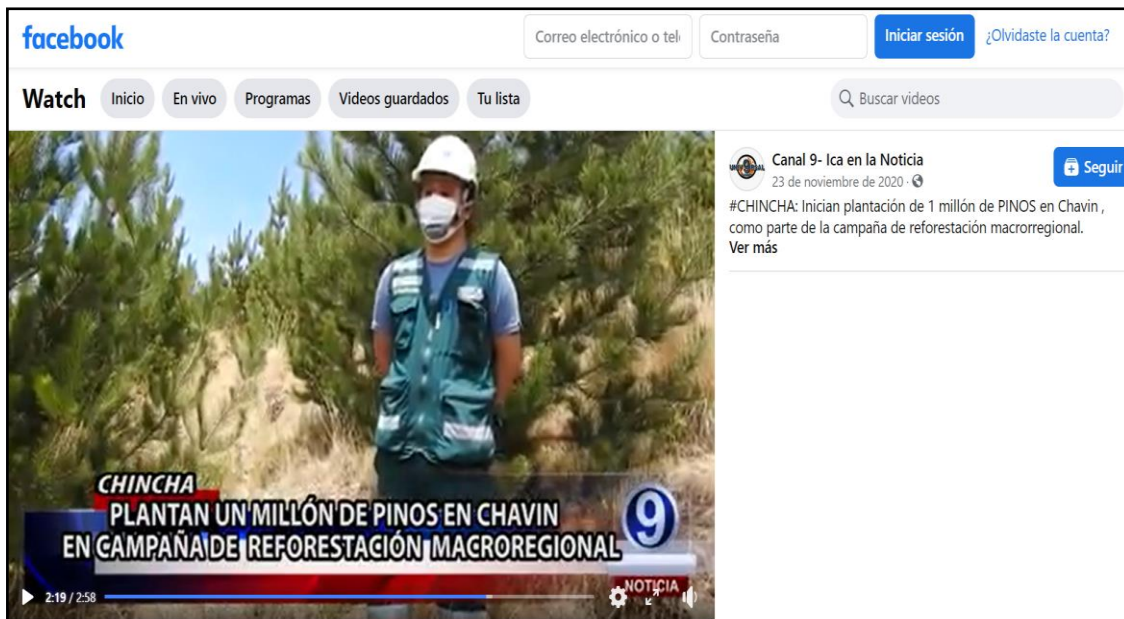 facebook
Correo electrónico o tel
Contraseña
Iniciar sesión
¿Olvidaste la cuenta?
Watch
Inicio
En vivo
Programas
Videos guardados
Tu lista
Buscar videos
Canal 9- Ica en la Noticia
23 de noviembre de 2020 ·
Seguir
#CHINCHA: Inician plantación de 1 millón de PINOS en Chavin ,
como parte de la campaña de reforestación macrorregional.
Ver más
CHINCHA
PLANTAN UN MILLÓN DE PINOS EN CHAVIN
EN CAMPAÑA DE REFORESTACIÓN MACROREGIONAL
9
NOTICIA
2:19 / 2:58